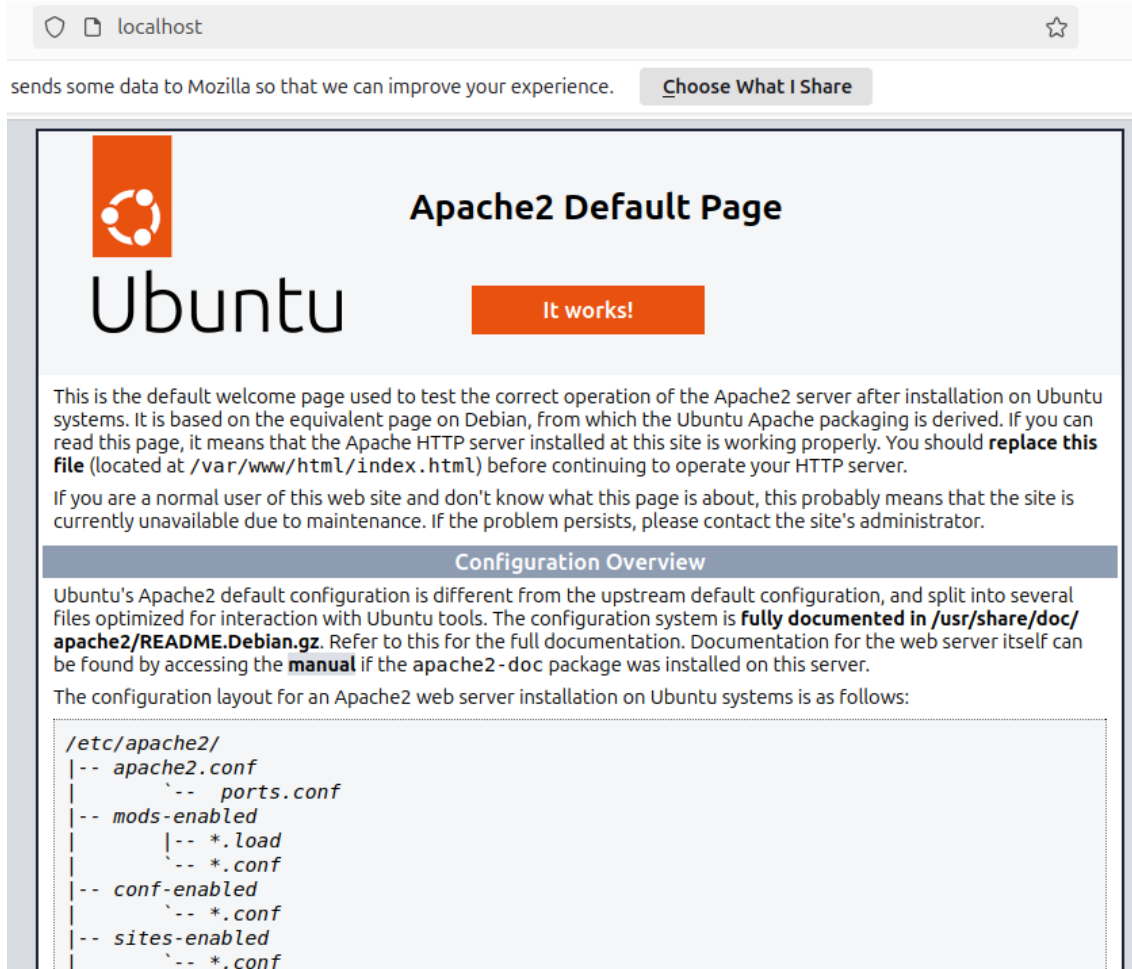 localhost
sends some data to Mozilla so that we can improve your experience. Choose What I Share
Apache2 Default Page
Ubuntu
It works!
This is the default welcome page used to test the correct operation of the Apache2 server after installation on Ubuntu
systems. It is based on the equivalent page on Debian, from which the Ubuntu Apache packaging is derived. If you can
read this page, it means that the Apache HTTP server installed at this site is working properly. You should replace this
file (located at /var/www/html/index.html) before continuing to operate your HTTP server.
If you are a normal user of this web site and don't know what this page is about, this probably means that the site is
currently unavailable due to maintenance. If the problem persists, please contact the site's administrator.
Configuration Overview
Ubuntu's Apache2 default configuration is different from the upstream default configuration, and split into several
files optimized for interaction with Ubuntu tools. The configuration system is fully documented in /usr/share/doc/
apache2/README.Debian.gz. Refer to this for the full documentation. Documentation for the web server itself can
be found by accessing the manual if the apache2-doc package was installed on this server.
The configuration layout for an Apache2 web server installation on Ubuntu systems is as follows:
/etc/apache2/
|-- apache2.conf
|       `--  ports.conf
|-- mods-enabled
|       |-- *.load
|       `-- *.conf
|-- conf-enabled
|       `-- *.conf
|-- sites-enabled
|       `-- *.conf